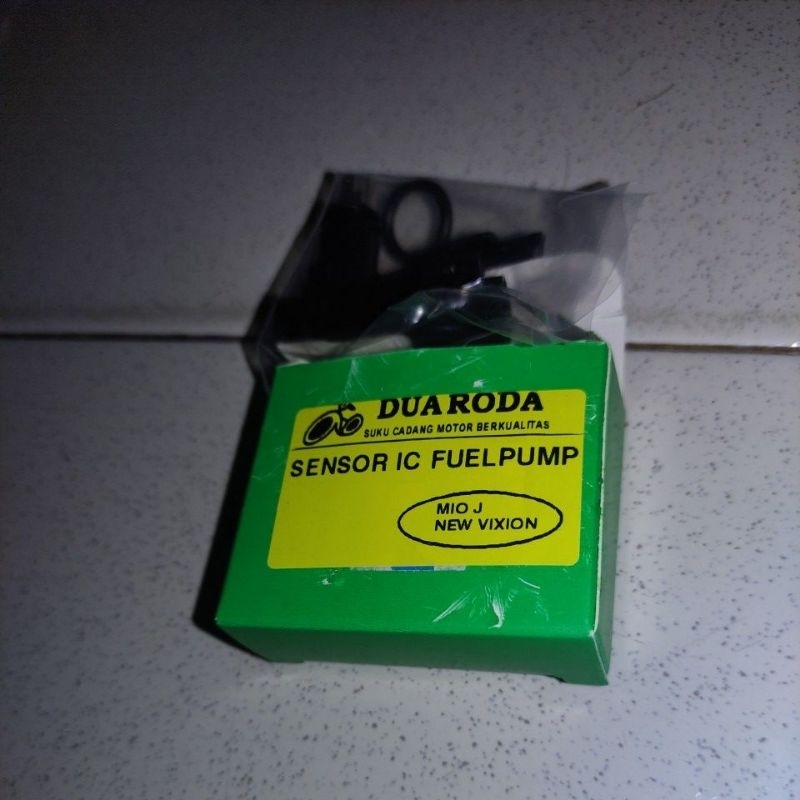 DUA RODA
SUKU CADANG MOTOR BERKUALITAS
SENSOR IC FUELPUMP
MIO J
NEW VIXION